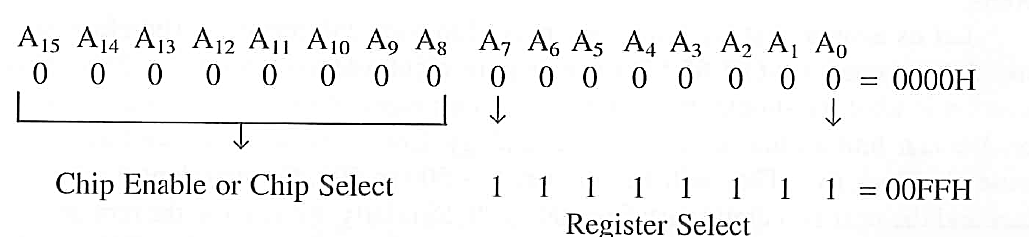 A15 A14 A13 A12 A11 A10 A9 A8 A7 A6 A5 A4 A3 A2 A1 A0
0 0 0 0 0 0 0 0 0 0 0 0 0 0 0 0 = 0000H
Chip Enable or Chip Select 1 1 1 1 1 1 1 1 = 00FFH
Register Select